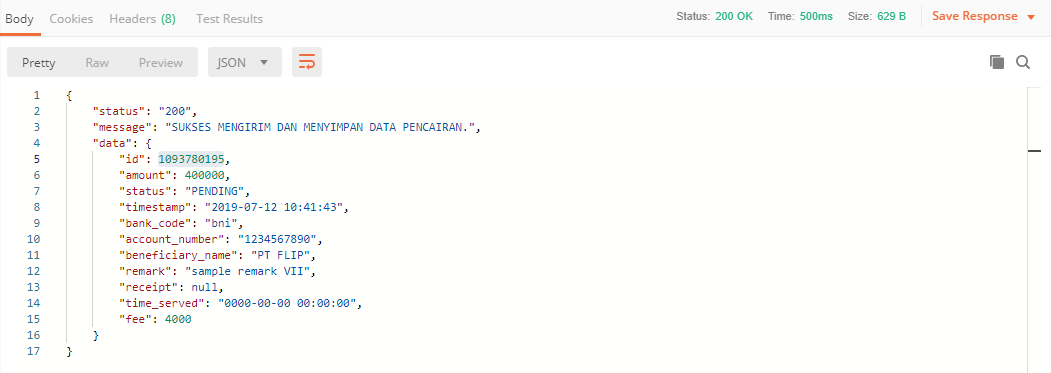 Body Cookies Headers (8) Test Results Status: 200 OK Time: 500ms Size: 629 B Save Response
Pretty Raw Preview JSON
1 {
2 "status": "200",
3 "message": "SUKSES MENGIRIM DAN MENYIMPAN DATA PENCAIRAN.",
4 "data": {
5 "id": 1093780195,
6 "amount": 400000,
7 "status": "PENDING",
8 "timestamp": "2019-07-12 10:41:43",
9 "bank_code": "bni",
10 "account_number": "1234567890",
11 "beneficiary_name": "PT FLIP",
12 "remark": "sample remark VII",
13 "receipt": null,
14 "time_served": "0000-00-00 00:00:00",
15 "fee": 4000
16 }
17 }